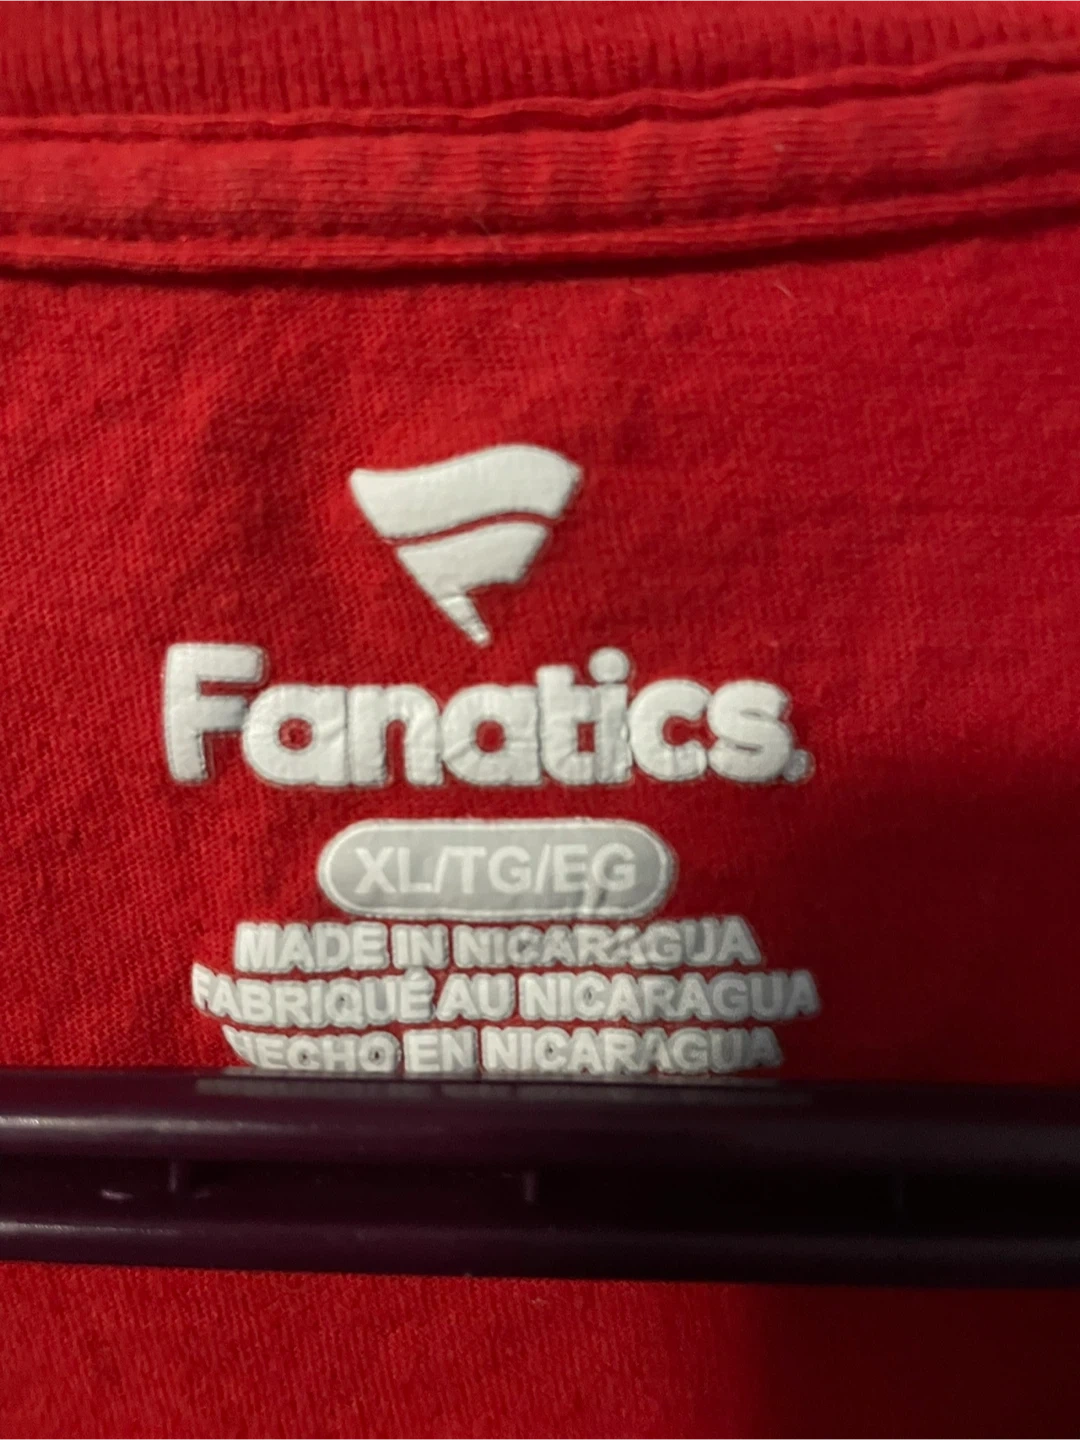 Fanatics®
XL/TG/EG
MADE IN NICARAGUA
FABRIQUÉ AU NICARAGUA
HECHO EN NICARAGUA